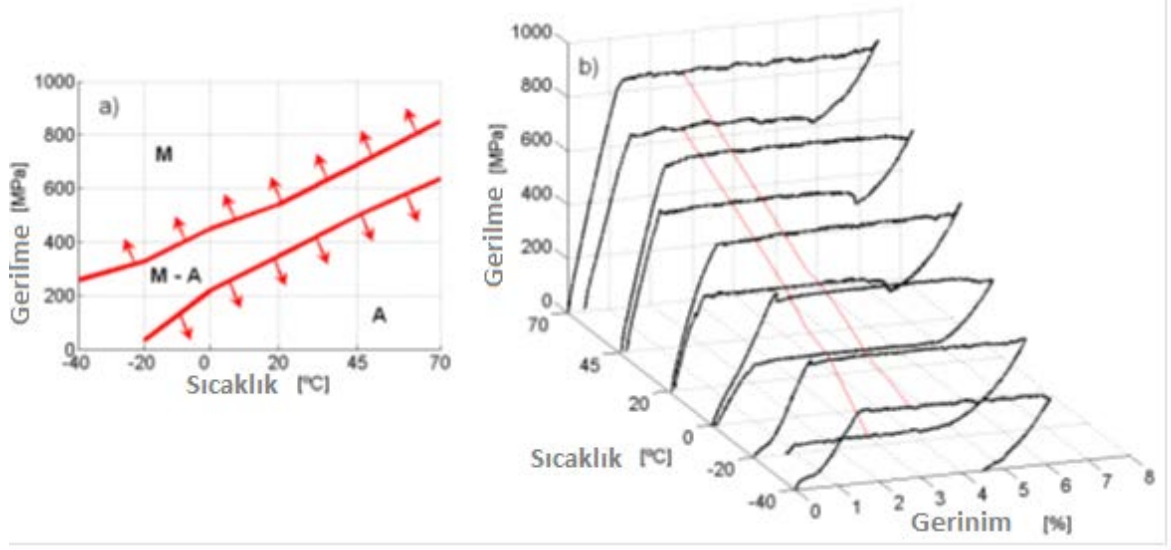 a)
1000
800
600
400
200
0
Gerilme [MPa]
M
M - A
A
-40 -20 0 20 45 70
Sıcaklık [ºC]
b)
1000
800
600
400
200
0
Gerilme [MPa]
70
45
20
0
-20
-40
Sıcaklık [ºC]
0 1 2 3 4 5 6 7 8
Gerinim [%]